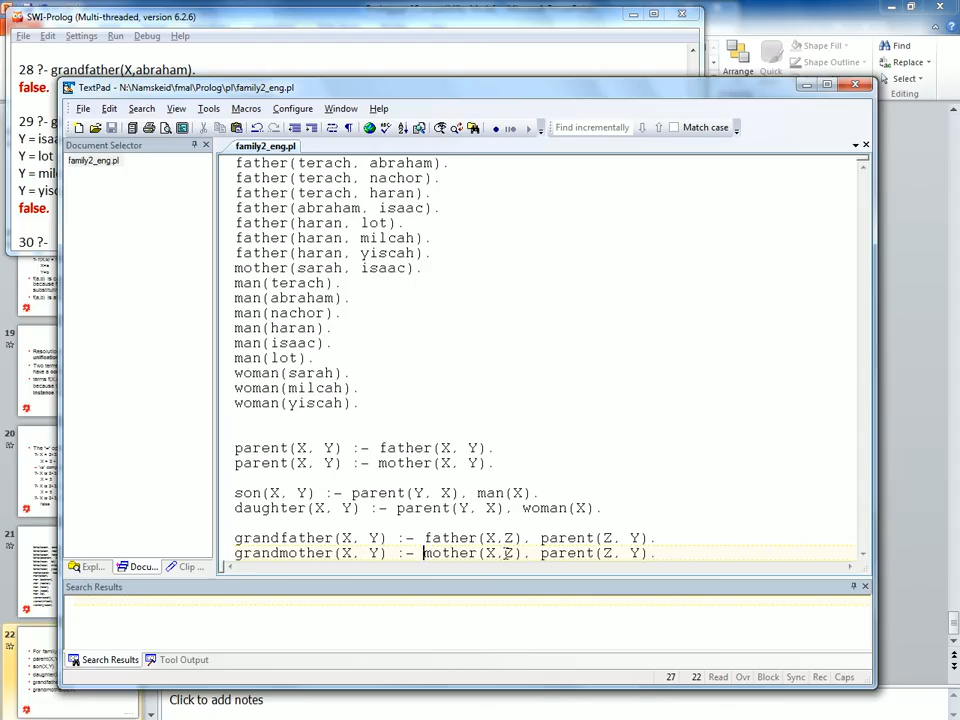 SWI-Prolog (Multi-threaded, version 6.2.6)
File Edit Settings Run Debug Help
28 ?- grandfather(X,abraham).
false.
29 ?- g
Y = isaa
Y = lot
Y = mil
Y = yisc
false.
30 ?-
Arrange
Quick
Shape Fill
Shape Outline
Find
Replace
Select
Editing
TextPad - N:\Namskeid\fmal\Prolog\pl\family2_eng.pl
File Edit Search View Tools Macros Configure Window Help
Find incrementally
Match case
Document Selector
family2_eng.pl
family2_eng.pl
father(terach, abraham).
father(terach, nachor).
father(terach, haran).
father(abraham, isaac).
father(haran, lot).
father(haran, milcah).
father(haran, yiscah).
mother(sarah, isaac).
man(terach).
man(abraham).
man(nachor).
man(haran).
man(isaac).
man(lot).
woman(sarah).
woman(milcah).
woman(yiscah).
parent(X, Y) :- father(X, Y).
parent(X, Y) :- mother(X, Y).
son(X, Y) :- parent(Y, X), man(X).
daughter(X, Y) :- parent(Y, X), woman(X).
grandfather(X, Y) :- father(X,Z), parent(Z, Y).
grandmother(X, Y) :- mother(X,Z), parent(Z, Y).
Expl... Docu... Clip ...
Search Results
Search Results Tool Output
27 22 Read Ovr Block Sync Rec Caps
19
20
21
22
Click to add notes